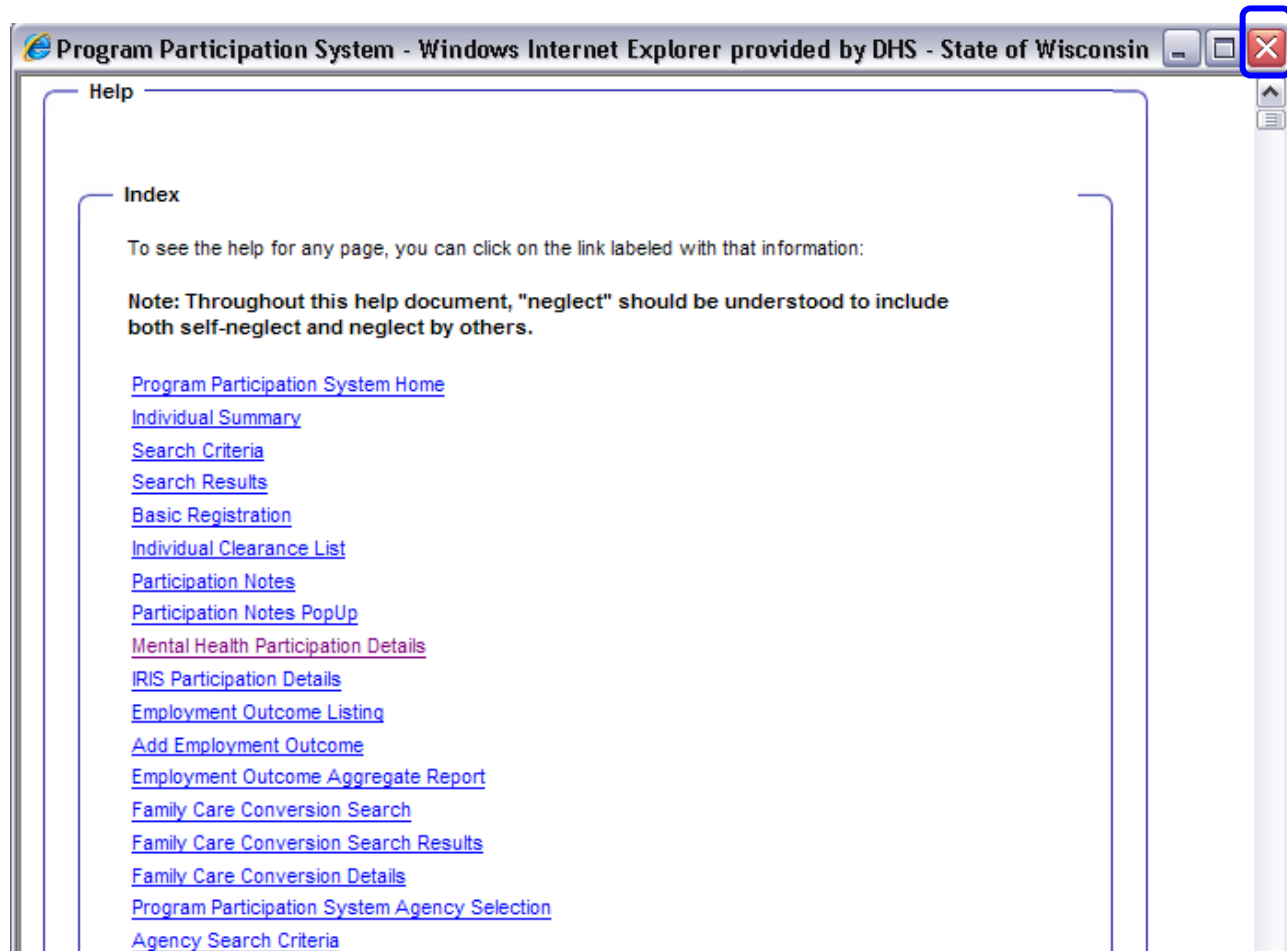 Program Participation System - Windows Internet Explorer provided by DHS - State of Wisconsin
Help
Index
To see the help for any page, you can click on the link labeled with that information:
Note: Throughout this help document, "neglect" should be understood to include
both self-neglect and neglect by others.
Program Participation System Home
Individual Summary
Search Criteria
Search Results
Basic Registration
Individual Clearance List
Participation Notes
Participation Notes PopUp
Mental Health Participation Details
IRIS Participation Details
Employment Outcome Listing
Add Employment Outcome
Employment Outcome Aggregate Report
Family Care Conversion Search
Family Care Conversion Search Results
Family Care Conversion Details
Program Participation System Agency Selection
Agency Search Criteria